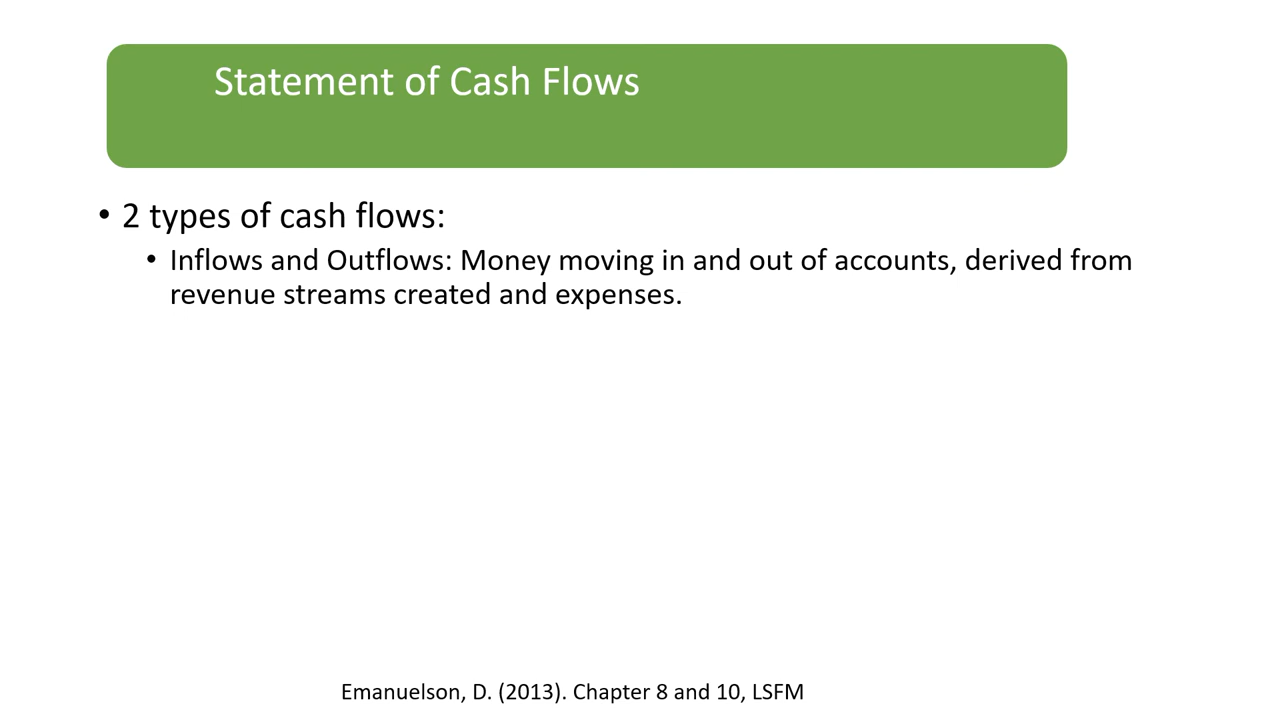 Statement of Cash Flows
• 2 types of cash flows:
• Inflows and Outflows: Money moving in and out of accounts, derived from
revenue streams created and expenses.
Emanuelson, D. (2013). Chapter 8 and 10, LSFM